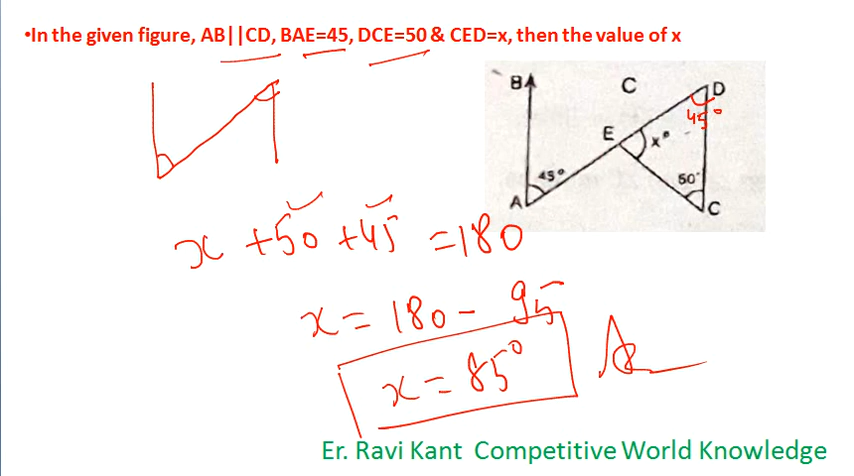 •In the given figure, AB||CD, BAE=45, DCE=50 & CED=x, then the value of x
B
C
D
45°
E
x°
45°
50°
A
C
x + 50 + 45 = 180
x = 180 - 95
x = 85°
Er. Ravi Kant Competitive World Knowledge